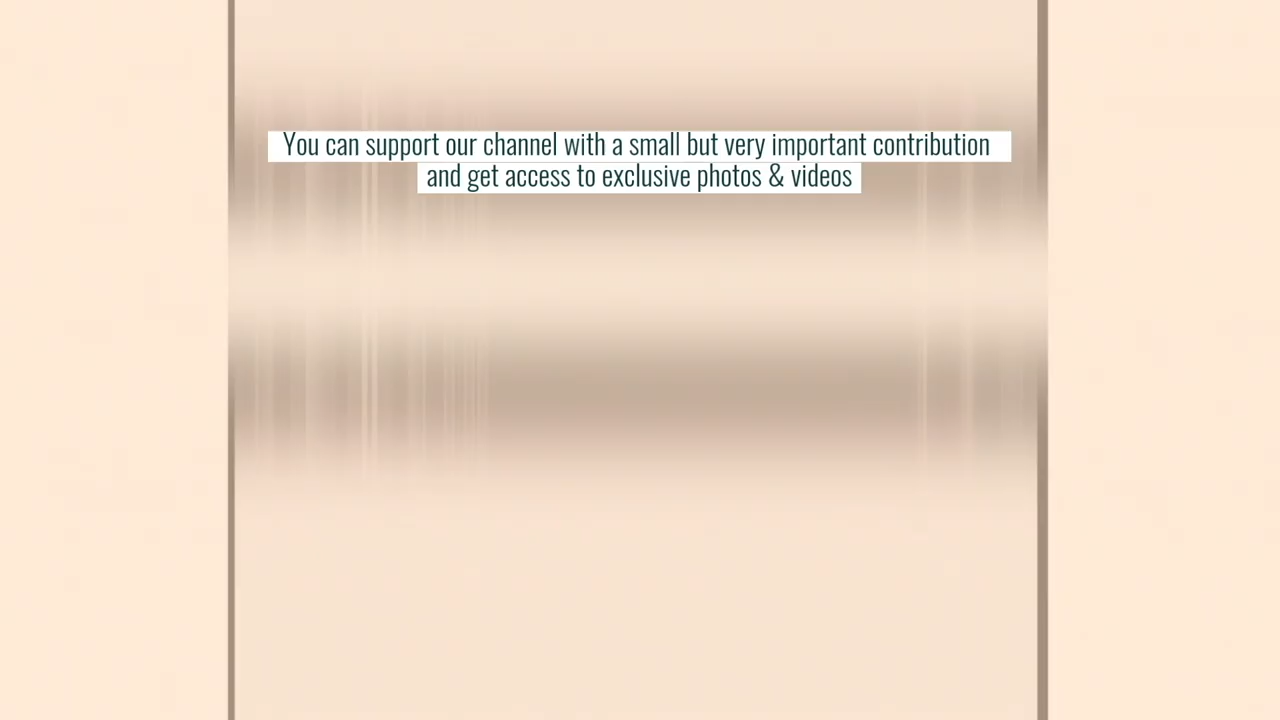 You can support our channel with a small but very important contribution
and get access to exclusive photos & videos